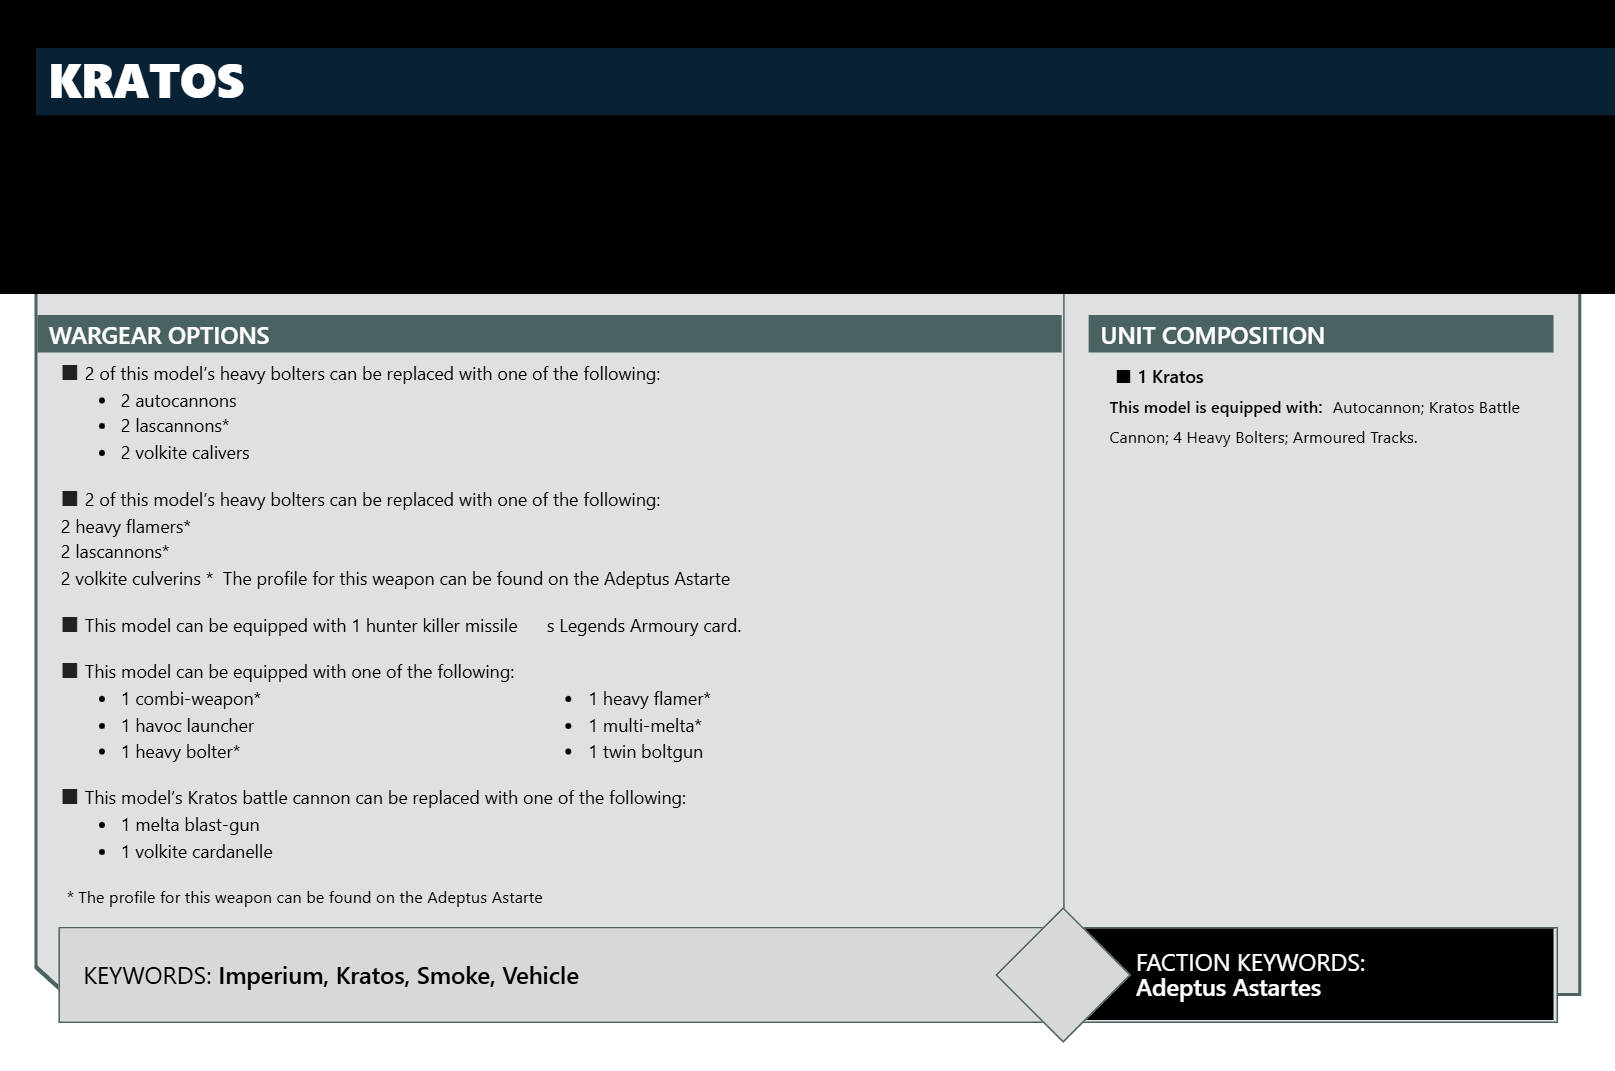 KRATOS
WARGEAR OPTIONS
■ 2 of this model’s heavy bolters can be replaced with one of the following:
• 2 autocannons
• 2 lascannons*
• 2 volkite calivers
■ 2 of this model’s heavy bolters can be replaced with one of the following:
2 heavy flamers*
2 lascannons*
2 volkite culverins * The profile for this weapon can be found on the Adeptus Astarte
■ This model can be equipped with 1 hunter killer missile s Legends Armoury card.
■ This model can be equipped with one of the following:
• 1 combi-weapon*
• 1 havoc launcher
• 1 heavy bolter*
• 1 heavy flamer*
• 1 multi-melta*
• 1 twin boltgun
■ This model’s Kratos battle cannon can be replaced with one of the following:
• 1 melta blast-gun
• 1 volkite cardanelle
* The profile for this weapon can be found on the Adeptus Astarte
UNIT COMPOSITION
■ 1 Kratos
This model is equipped with: Autocannon; Kratos Battle
Cannon; 4 Heavy Bolters; Armoured Tracks.
KEYWORDS: Imperium, Kratos, Smoke, Vehicle
FACTION KEYWORDS:
Adeptus Astartes